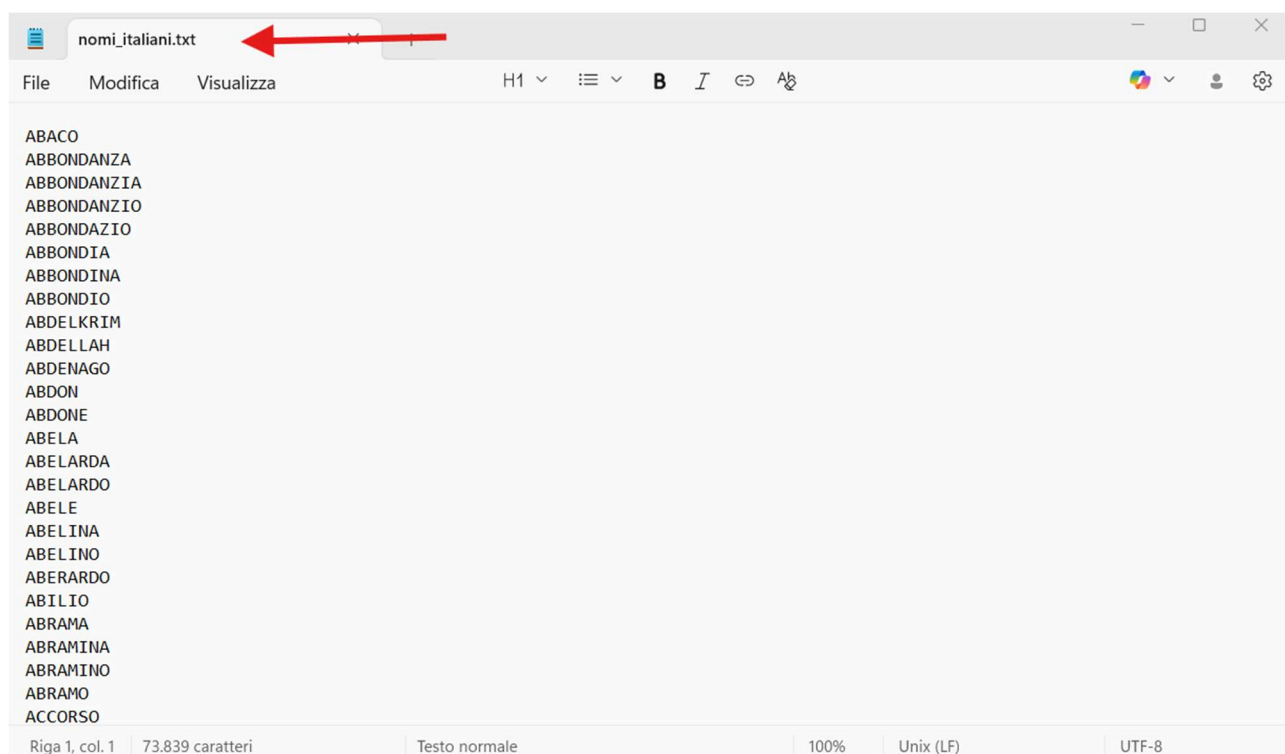 nomi_italiani.txt
File Modifica Visualizza H1 B I
ABACO
ABBONDANZA
ABBONDANZIA
ABBONDANZIO
ABBONDAZIO
ABBONDIA
ABBONDINA
ABBONDIO
ABDELKRIM
ABDELLAH
ABDENAGO
ABDON
ABDONE
ABELA
ABELARDA
ABELARDO
ABELE
ABELINA
ABELINO
ABERARDO
ABILIO
ABRAMA
ABRAMINA
ABRAMINO
ABRAMO
ACCORSO
Riga 1, col. 1 73.839 caratteri Testo normale 100% Unix (LF) UTF-8